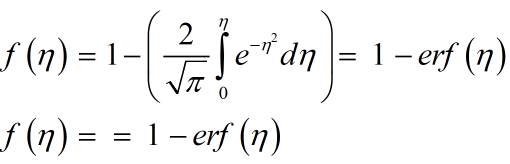 f(η) = 1 − (2/√π ∫₀^η e^(−η²) dη) = 1 − erf(η)
f(η) = = 1 − erf(η)